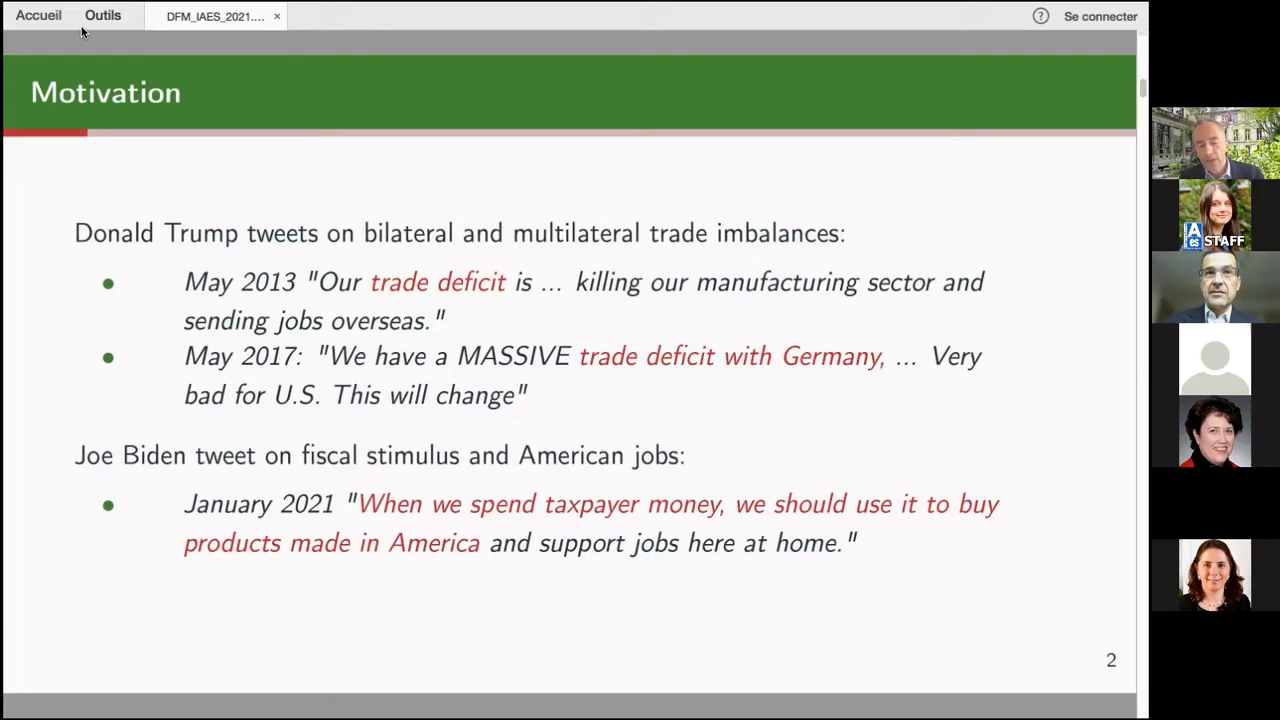 Accueil Outils DFM_IAES_2021.... × ? Se connecter
Motivation
Donald Trump tweets on bilateral and multilateral trade imbalances:
• May 2013 "Our trade deficit is ... killing our manufacturing sector and
sending jobs overseas."
• May 2017: "We have a MASSIVE trade deficit with Germany, ... Very
bad for U.S. This will change"
Joe Biden tweet on fiscal stimulus and American jobs:
• January 2021 "When we spend taxpayer money, we should use it to buy
products made in America and support jobs here at home."
2
A
es STAFF